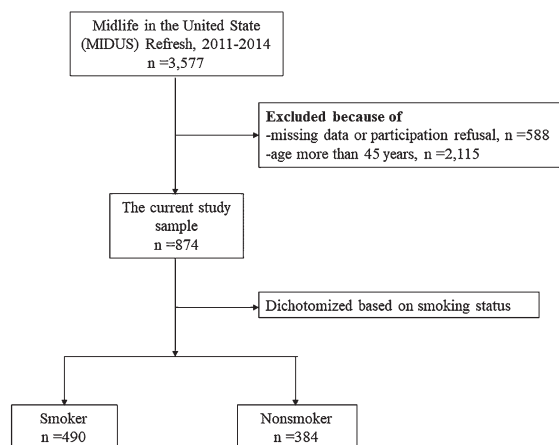 Midlife in the United State
(MIDUS) Refresh, 2011-2014
n =3,577
Excluded because of
-missing data or participation refusal, n =588
-age more than 45 years, n =2,115
The current study
sample
n =874
Dichotomized based on smoking status
Smoker
n =490
Nonsmoker
n =384